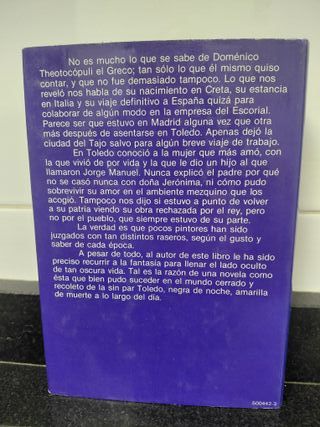 No es mucho lo que se sabe de Doménico
Theotocópuli el Greco; tan sólo lo que él mismo quiso
contar, y que no fue demasiado tampoco. Lo que nos
reveló nos habla de su nacimiento en Creta, su estancia
en Italia y su viaje definitivo a España quizá para
colaborar de algún modo en la empresa del Escorial.
Parece ser que estuvo en Madrid alguna vez que otra
más después de asentarse en Toledo. Apenas dejó la
ciudad del Tajo salvo para algún breve viaje de trabajo.
En Toledo conoció a la mujer que más amó, con
la que vivió de por vida y que le dio un hijo al que
llamaron Jorge Manuel. Nunca explicó el padre por qué
no se casó nunca con doña Jerónima, ni cómo pudo
sobrevivir su amor en el ambiente mezquino que los
acogió. Tampoco nos dijo si estuvo a punto de volver
a su patria viendo su obra rechazada por el rey, pero
no por el pueblo, que siempre estuvo de su parte.
La verdad es que pocos pintores han sido
juzgados con tan distintos raseros, según el gusto y
saber de cada época.
A pesar de todo, al autor de este libro le ha sido
preciso recurrir a la fantasía para llenar el lado oculto
de tan oscura vida. Tal es la razón de una novela como
ésta que bien pudo suceder en el mundo cerrado y
recoleto de la sin par Toledo, negra de noche, amarilla
de muerte a lo largo del día.
500442-3